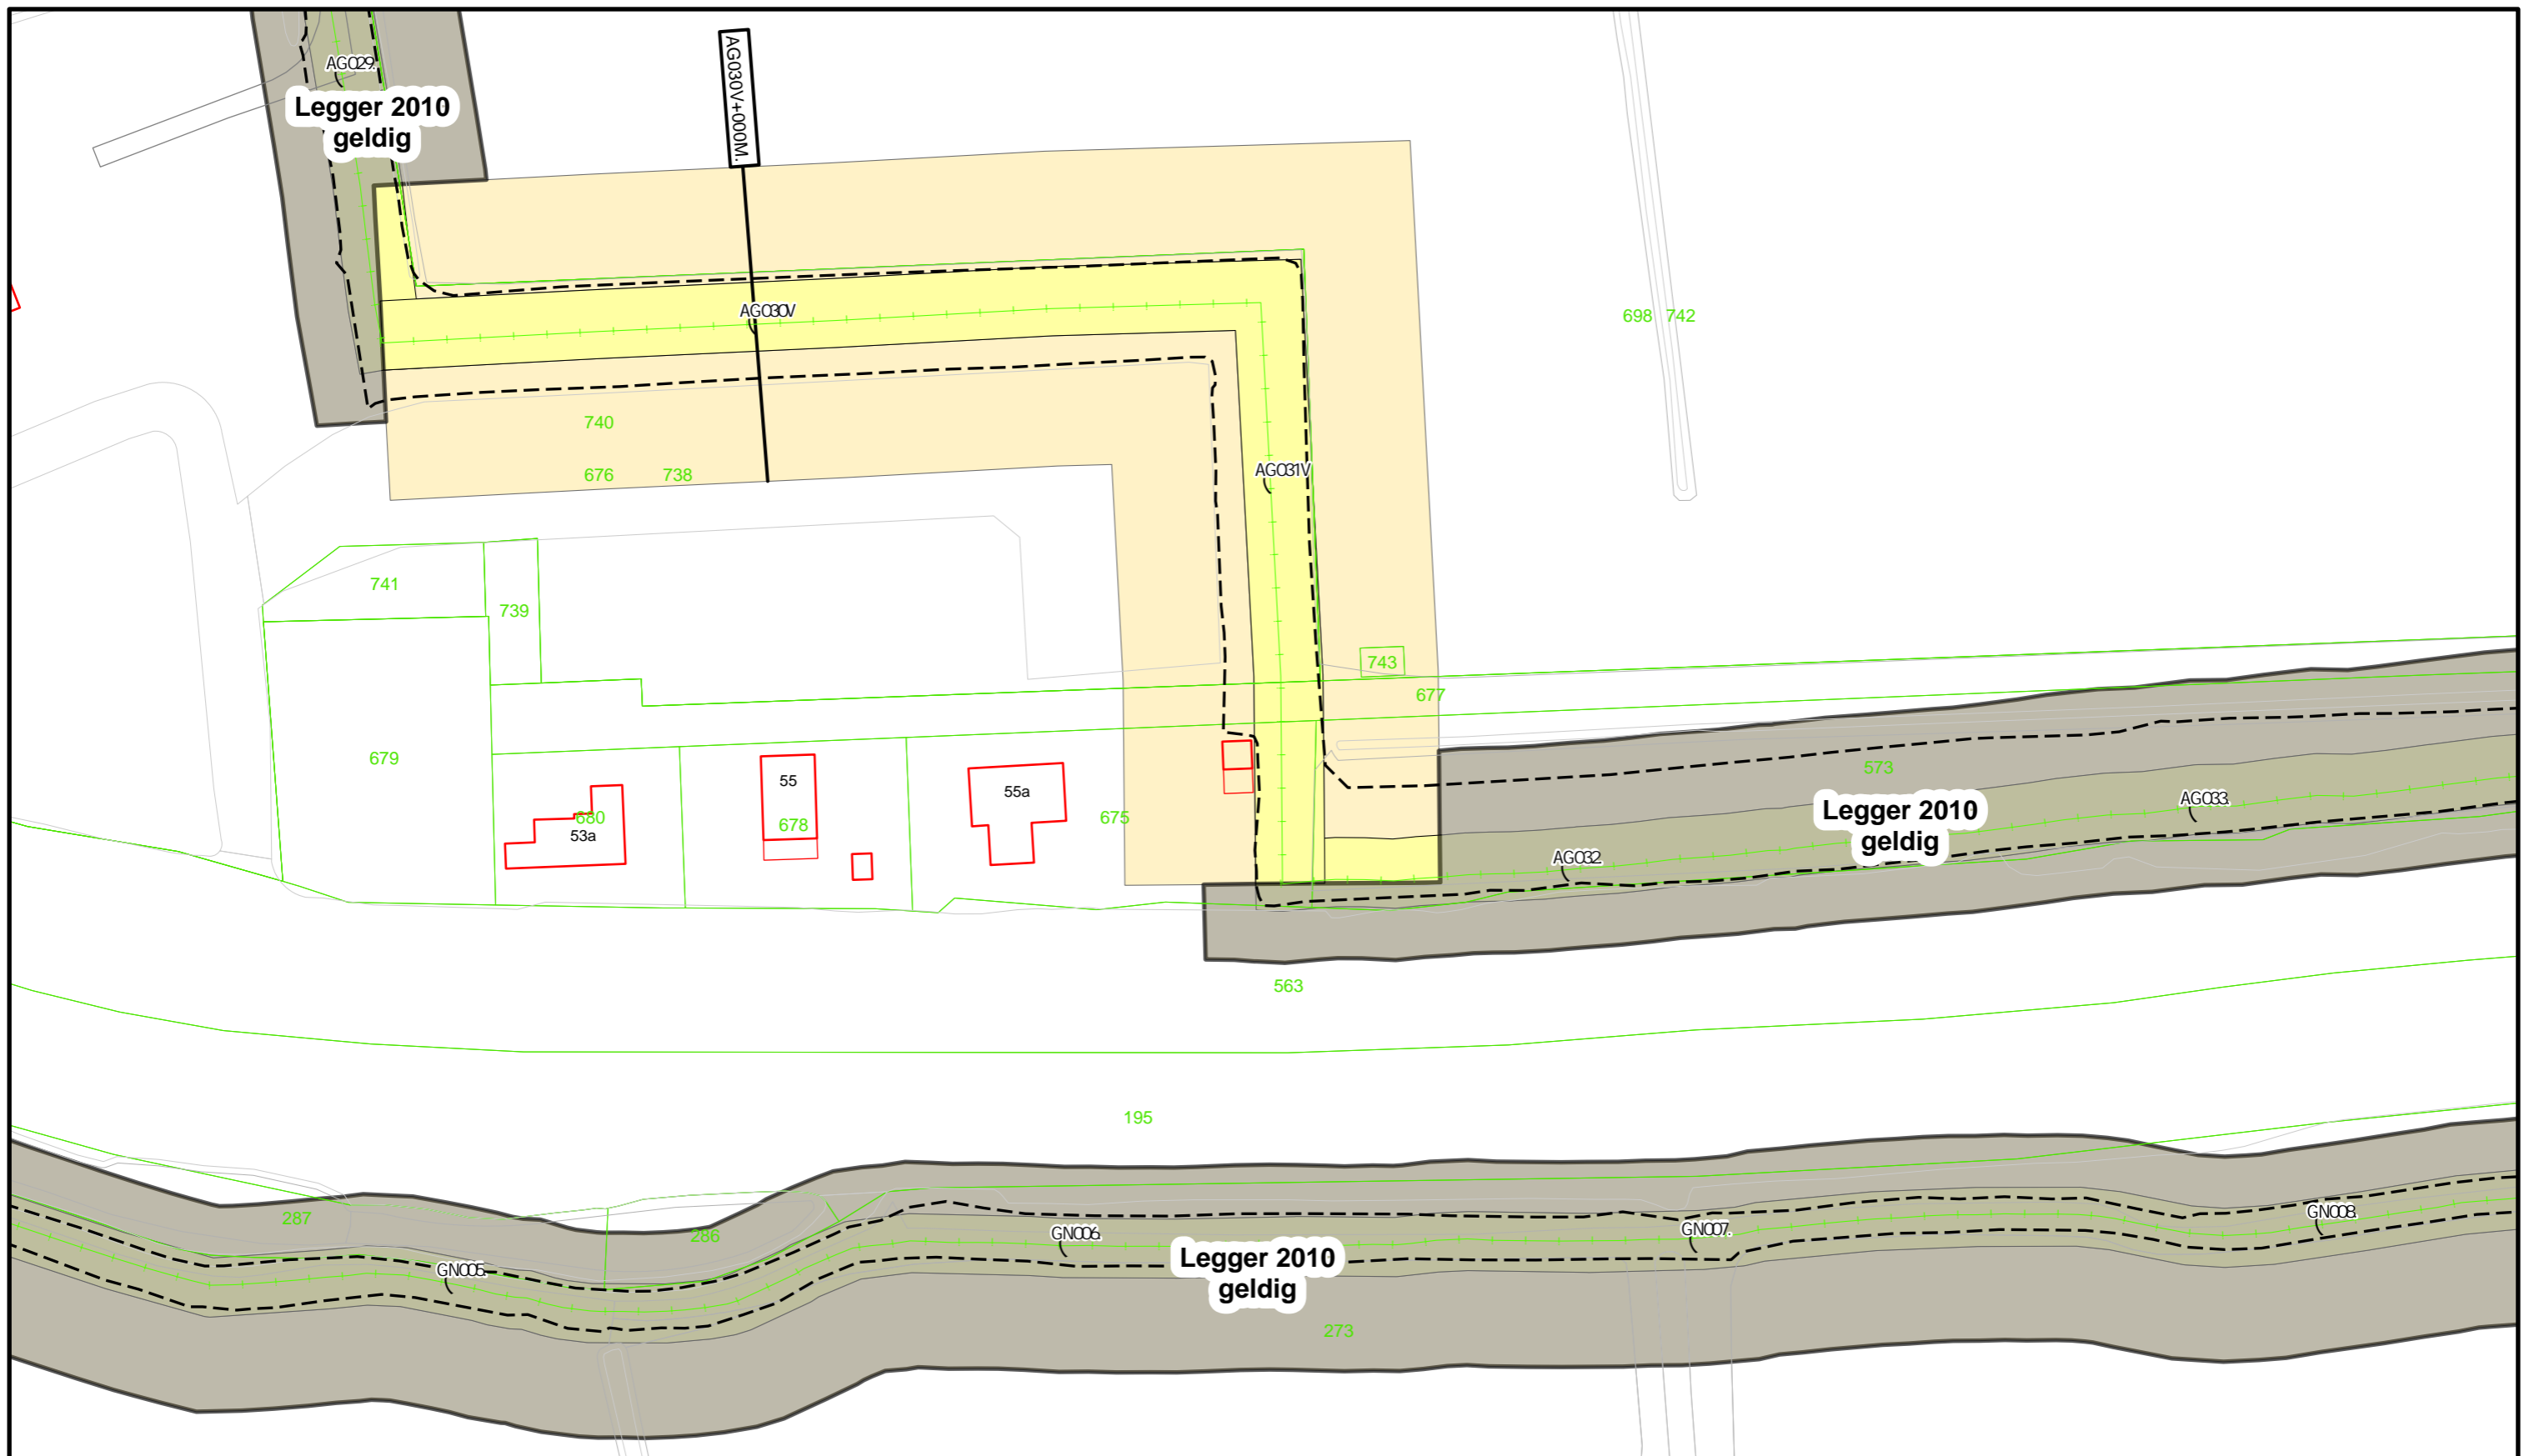 AG029.
Legger 2010
geldig
AG030V+000M.
AG030V
698 742
740
676 738
AG031V
741
739
743
677
679
55
55a
573
680
53a
678
675
Legger 2010
geldig
AG033.
AG032.
563
195
287
286
GN005.
GN006.
Legger 2010
geldig
GN007.
GN008.
273